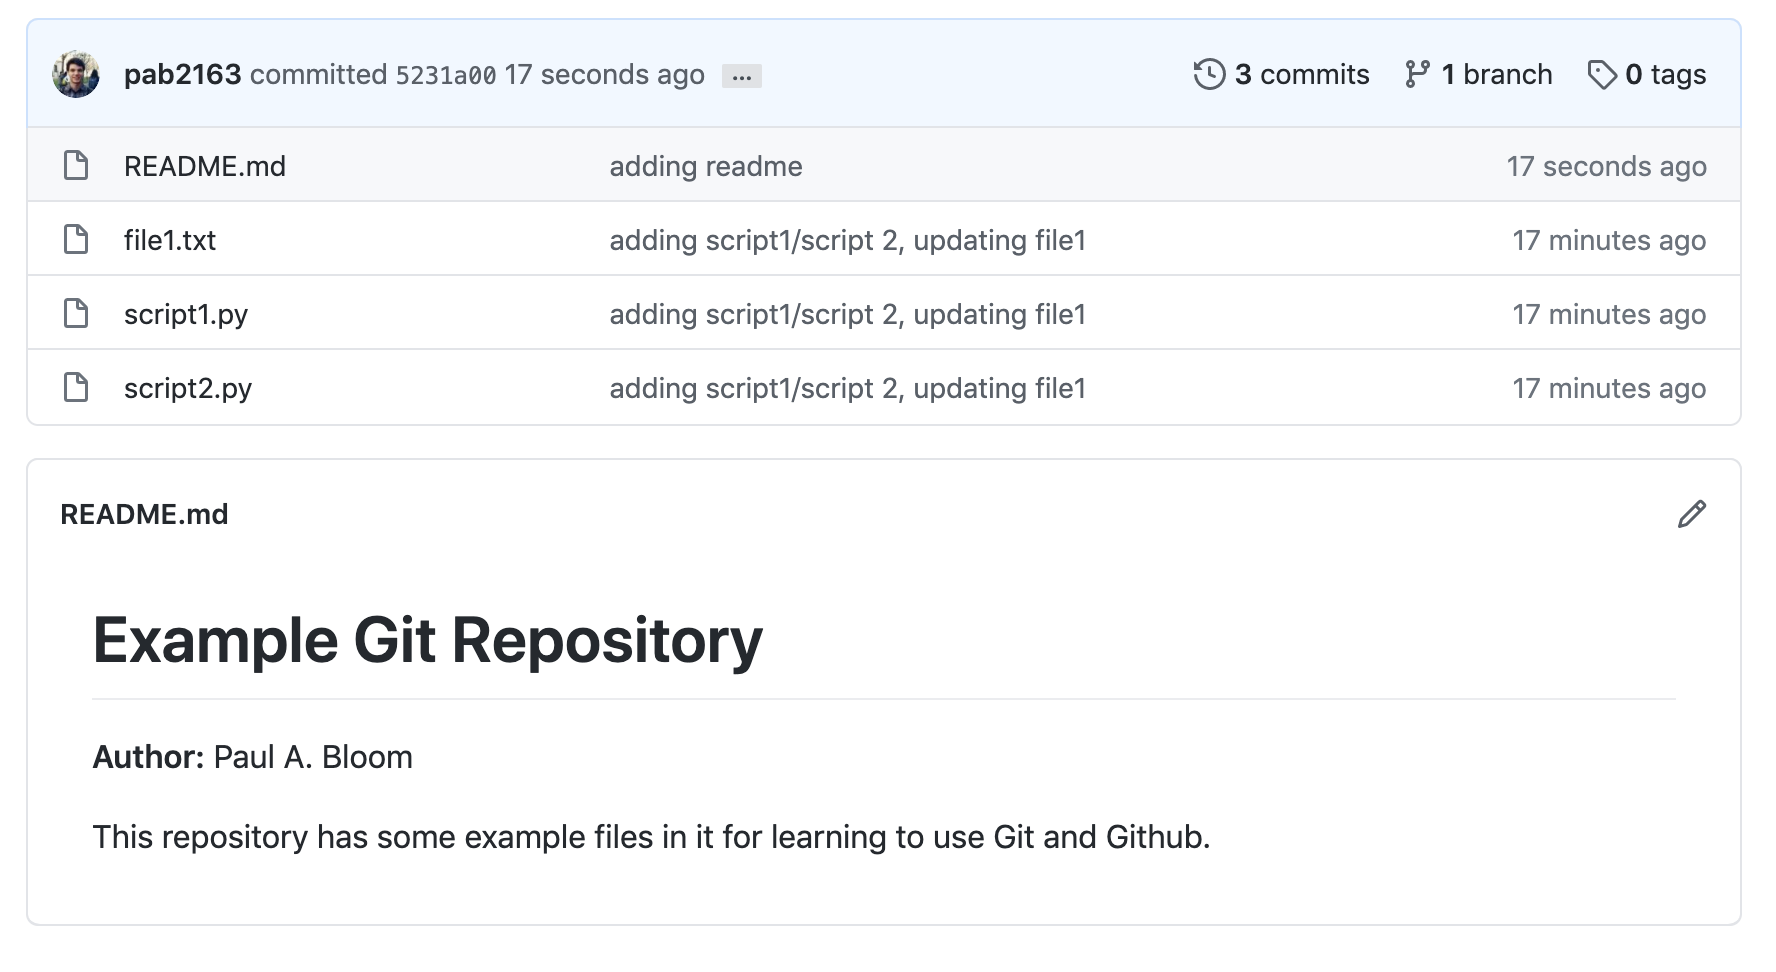 pab2163 committed 5231a00 17 seconds ago ... 3 commits 1 branch 0 tags
README.md adding readme 17 seconds ago
file1.txt adding script1/script 2, updating file1 17 minutes ago
script1.py adding script1/script 2, updating file1 17 minutes ago
script2.py adding script1/script 2, updating file1 17 minutes ago
README.md
Example Git Repository
Author: Paul A. Bloom
This repository has some example files in it for learning to use Git and Github.